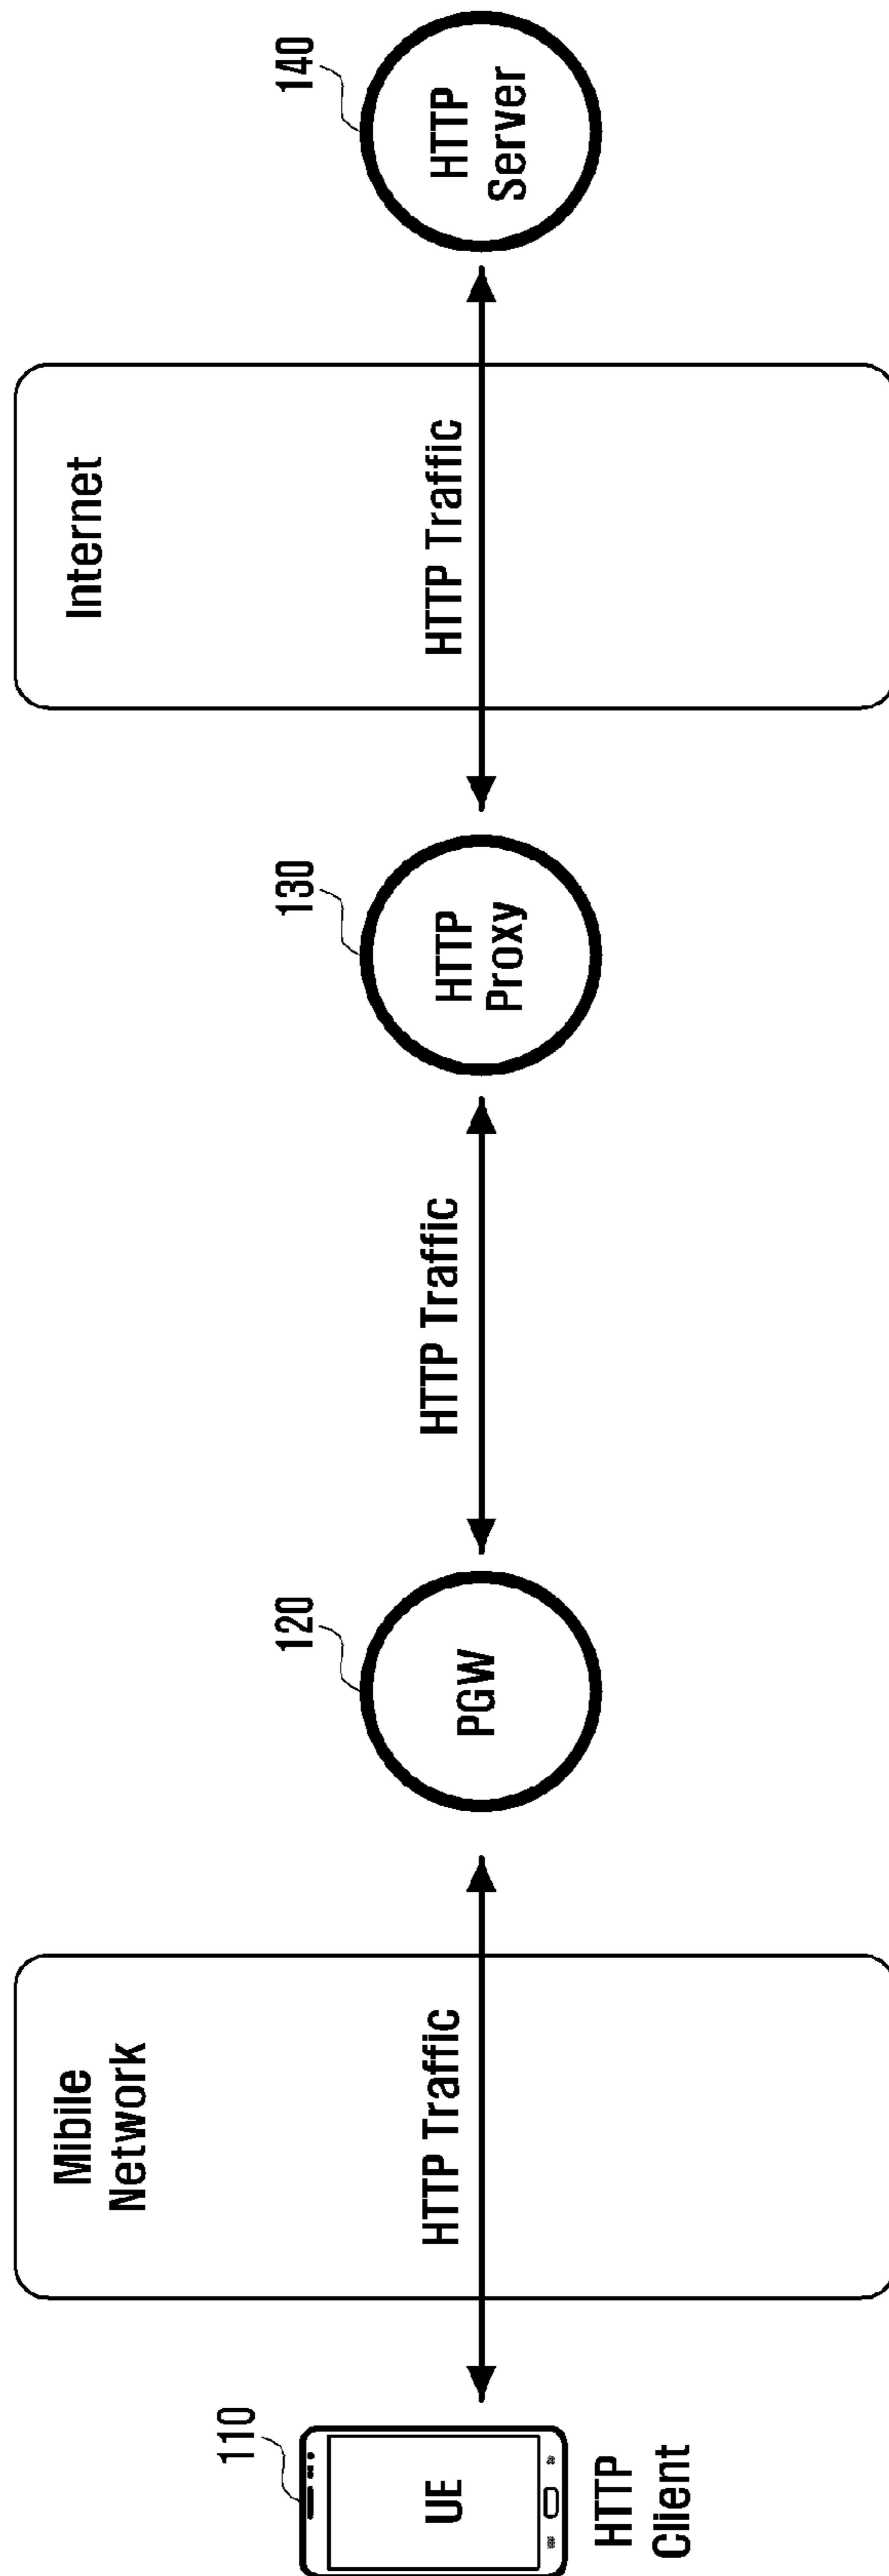 110
UE
HTTP
Client
Mibile
Network
HTTP Traffic
120
PGW
HTTP Traffic
130
HTTP
Proxy
Internet
HTTP Traffic
140
HTTP
Server